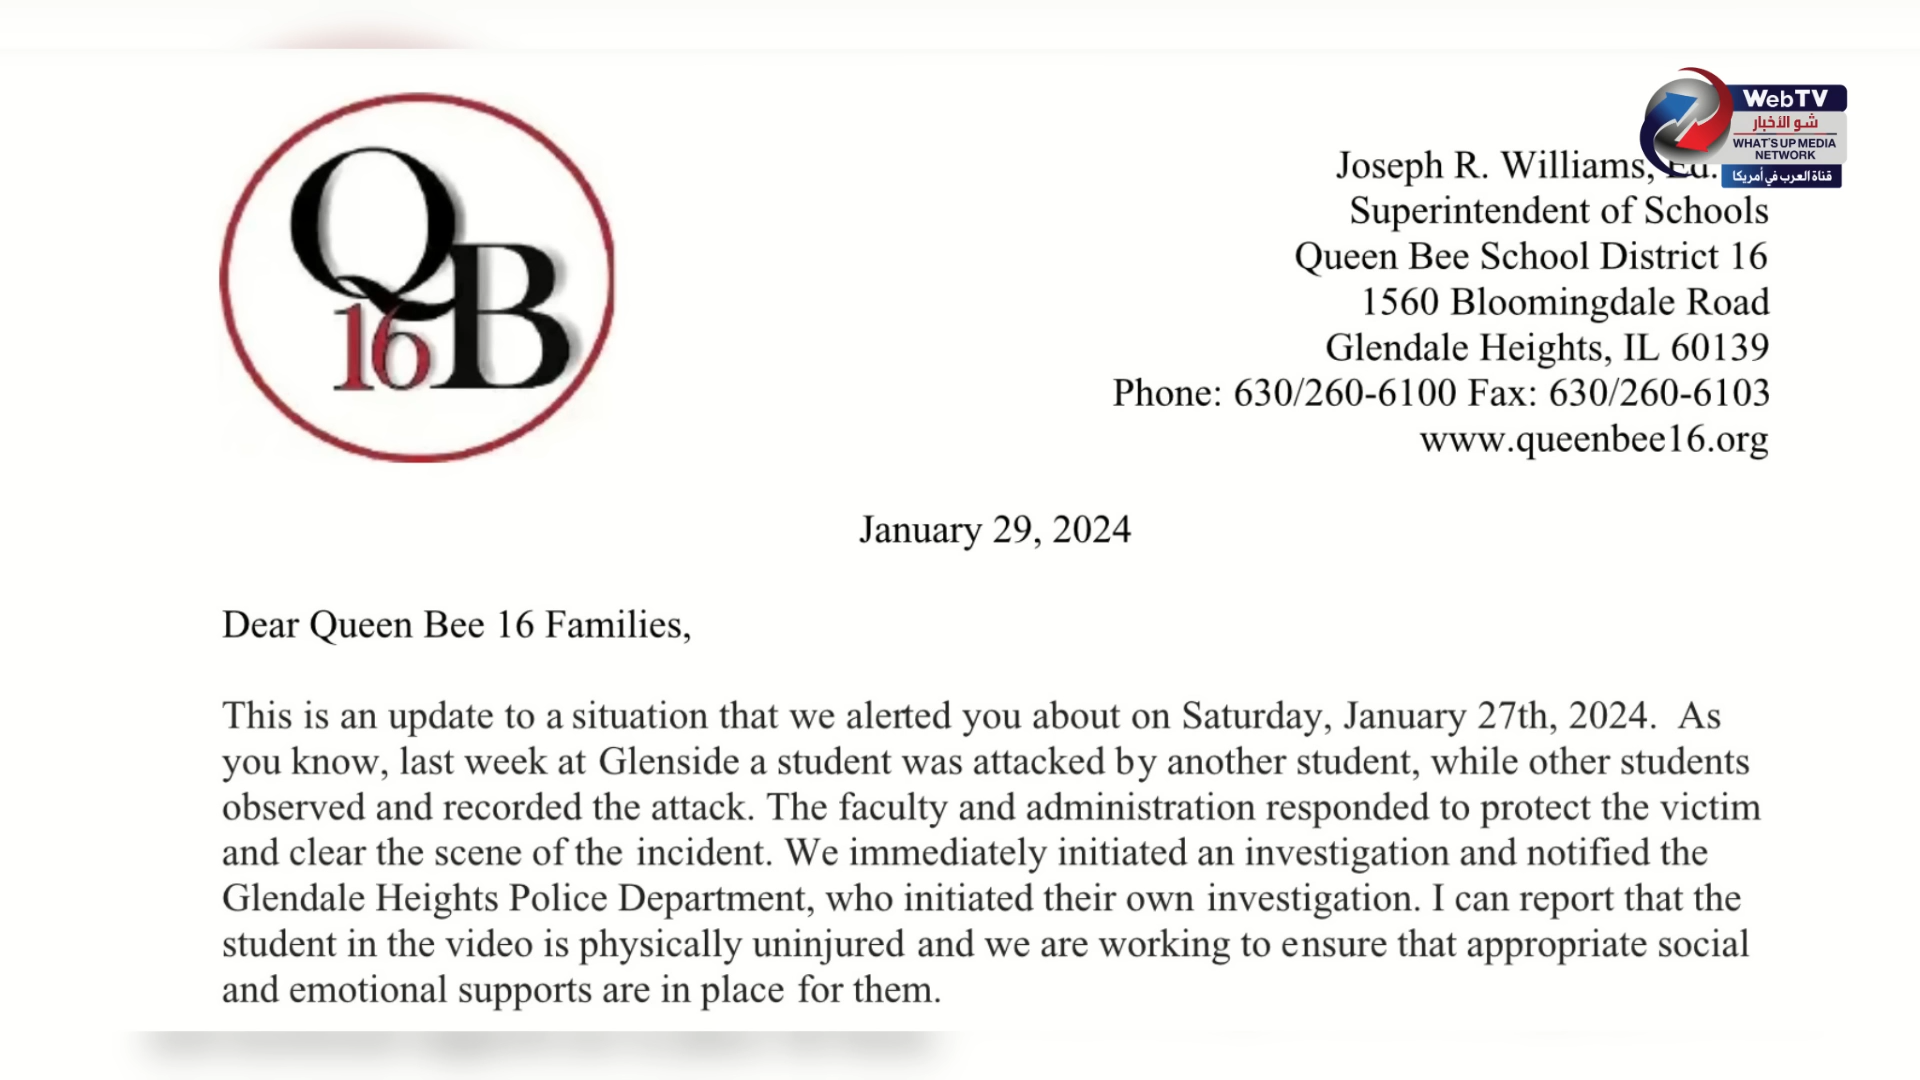 QB
16
WebTV
شو الأخبار
WHAT'S UP MEDIA
NETWORK
قناة العرب في أمريكا
Joseph R. Williams, Ed.
Superintendent of Schools
Queen Bee School District 16
1560 Bloomingdale Road
Glendale Heights, IL 60139
Phone: 630/260-6100 Fax: 630/260-6103
www.queenbee16.org
January 29, 2024
Dear Queen Bee 16 Families,
This is an update to a situation that we alerted you about on Saturday, January 27th, 2024. As
you know, last week at Glenside a student was attacked by another student, while other students
observed and recorded the attack. The faculty and administration responded to protect the victim
and clear the scene of the incident. We immediately initiated an investigation and notified the
Glendale Heights Police Department, who initiated their own investigation. I can report that the
student in the video is physically uninjured and we are working to ensure that appropriate social
and emotional supports are in place for them.